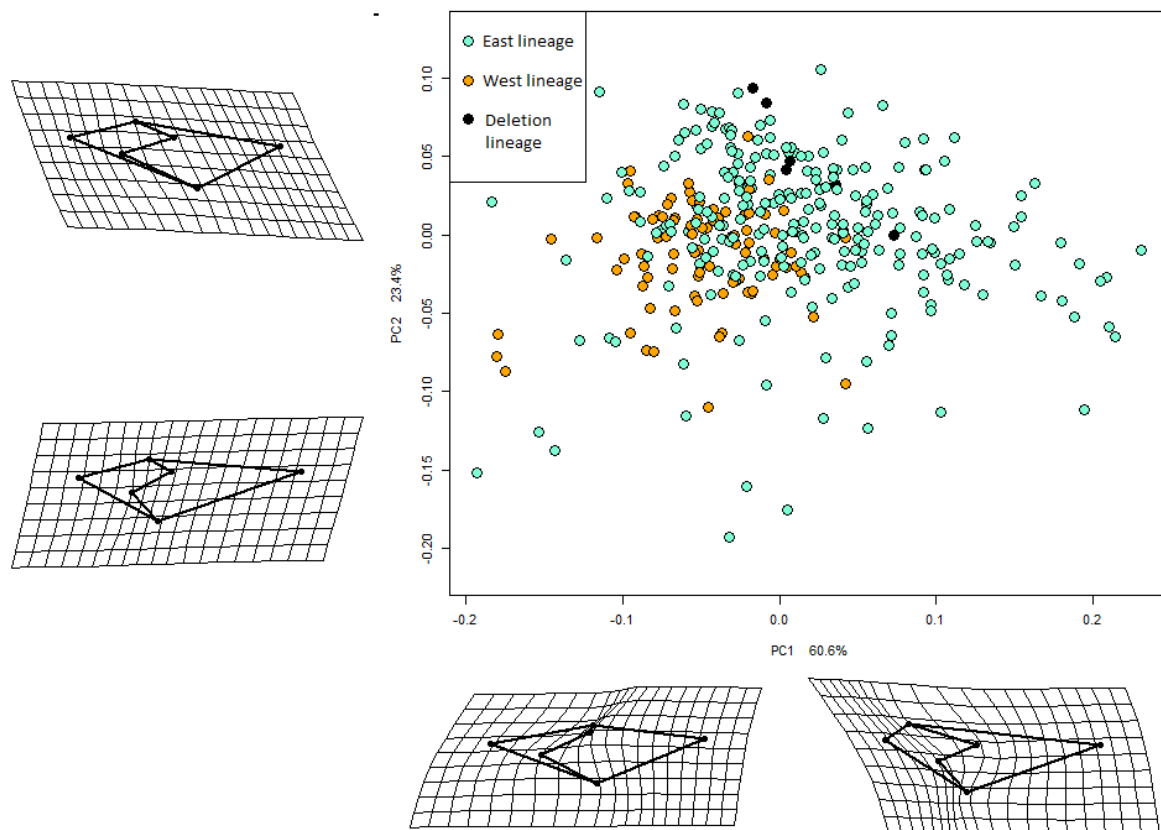 East lineage
West lineage
Deletion
lineage
0.10
0.05
0.00
-0.05
-0.10
-0.15
-0.20
PC2 23.4%
-0.2
-0.1
0.0
0.1
0.2
PC1 60.6%